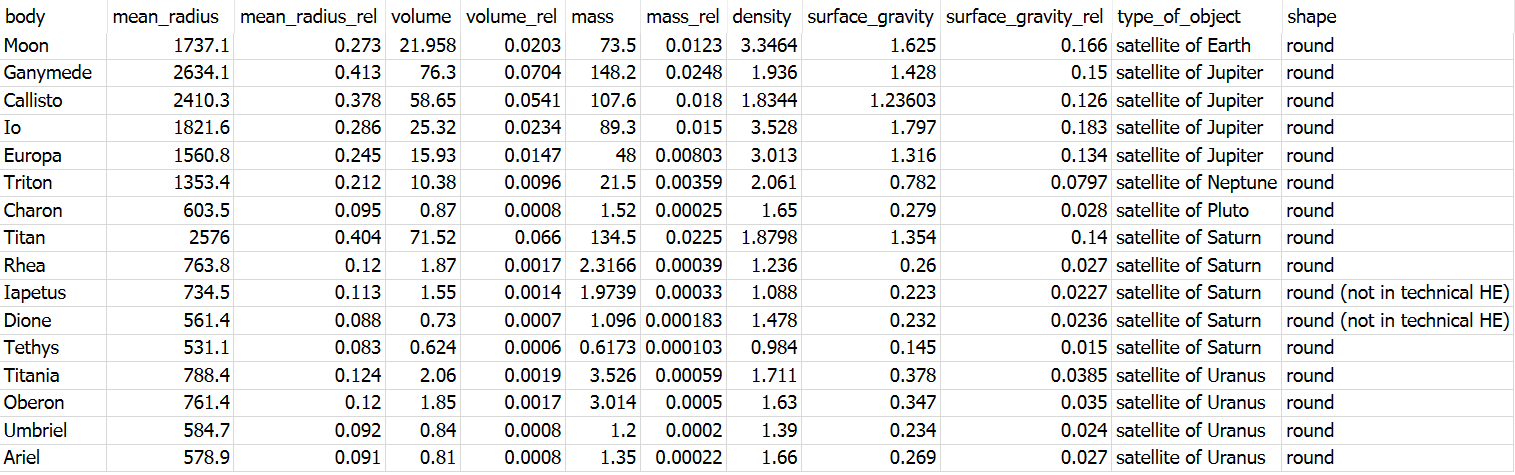 body mean_radius mean_radius_rel volume volume_rel mass mass_rel density surface_gravity surface_gravity_rel type_of_object shape
Moon 1737.1 0.273 21.958 0.0203 73.5 0.0123 3.3464 1.625 0.166 satellite of Earth round
Ganymede 2634.1 0.413 76.3 0.0704 148.2 0.0248 1.936 1.428 0.15 satellite of Jupiter round
Callisto 2410.3 0.378 58.65 0.0541 107.6 0.018 1.8344 1.23603 0.126 satellite of Jupiter round
Io 1821.6 0.286 25.32 0.0234 89.3 0.015 3.528 1.797 0.183 satellite of Jupiter round
Europa 1560.8 0.245 15.93 0.0147 48 0.00803 3.013 1.316 0.134 satellite of Jupiter round
Triton 1353.4 0.212 10.38 0.0096 21.5 0.00359 2.061 0.782 0.0797 satellite of Neptune round
Charon 603.5 0.095 0.87 0.0008 1.52 0.00025 1.65 0.279 0.028 satellite of Pluto round
Titan 2576 0.404 71.52 0.066 134.5 0.0225 1.8798 1.354 0.14 satellite of Saturn round
Rhea 763.8 0.12 1.87 0.0017 2.3166 0.00039 1.236 0.26 0.027 satellite of Saturn round
Iapetus 734.5 0.113 1.55 0.0014 1.9739 0.00033 1.088 0.223 0.0227 satellite of Saturn round (not in technical HE)
Dione 561.4 0.088 0.73 0.0007 1.096 0.000183 1.478 0.232 0.0236 satellite of Saturn round (not in technical HE)
Tethys 531.1 0.083 0.624 0.0006 0.6173 0.000103 0.984 0.145 0.015 satellite of Saturn round
Titania 788.4 0.124 2.06 0.0019 3.526 0.00059 1.711 0.378 0.0385 satellite of Uranus round
Oberon 761.4 0.12 1.85 0.0017 3.014 0.0005 1.63 0.347 0.035 satellite of Uranus round
Umbriel 584.7 0.092 0.84 0.0008 1.2 0.0002 1.39 0.234 0.024 satellite of Uranus round
Ariel 578.9 0.091 0.81 0.0008 1.35 0.00022 1.66 0.269 0.027 satellite of Uranus round